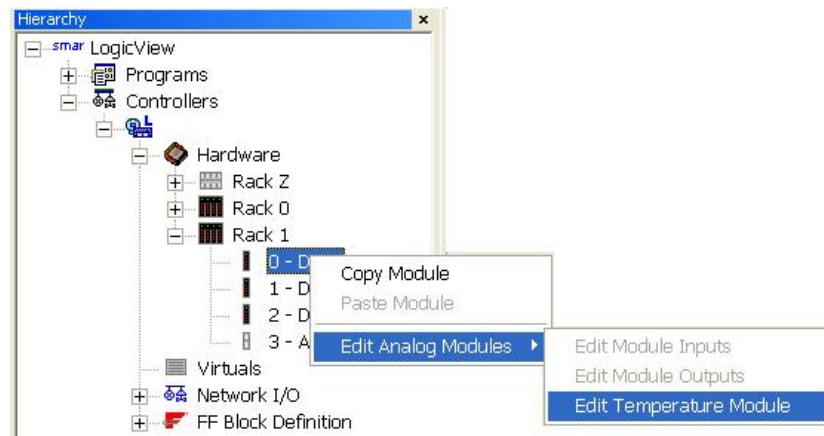 Hierarchy ×
smar LogicView
Programs
Controllers
Hardware
Rack Z
Rack 0
Rack 1
0 - D
1 - D
2 - D
3 - A
Virtuals
Network I/O
FF Block Definition
Copy Module
Paste Module
Edit Analog Modules
Edit Module Inputs
Edit Module Outputs
Edit Temperature Module